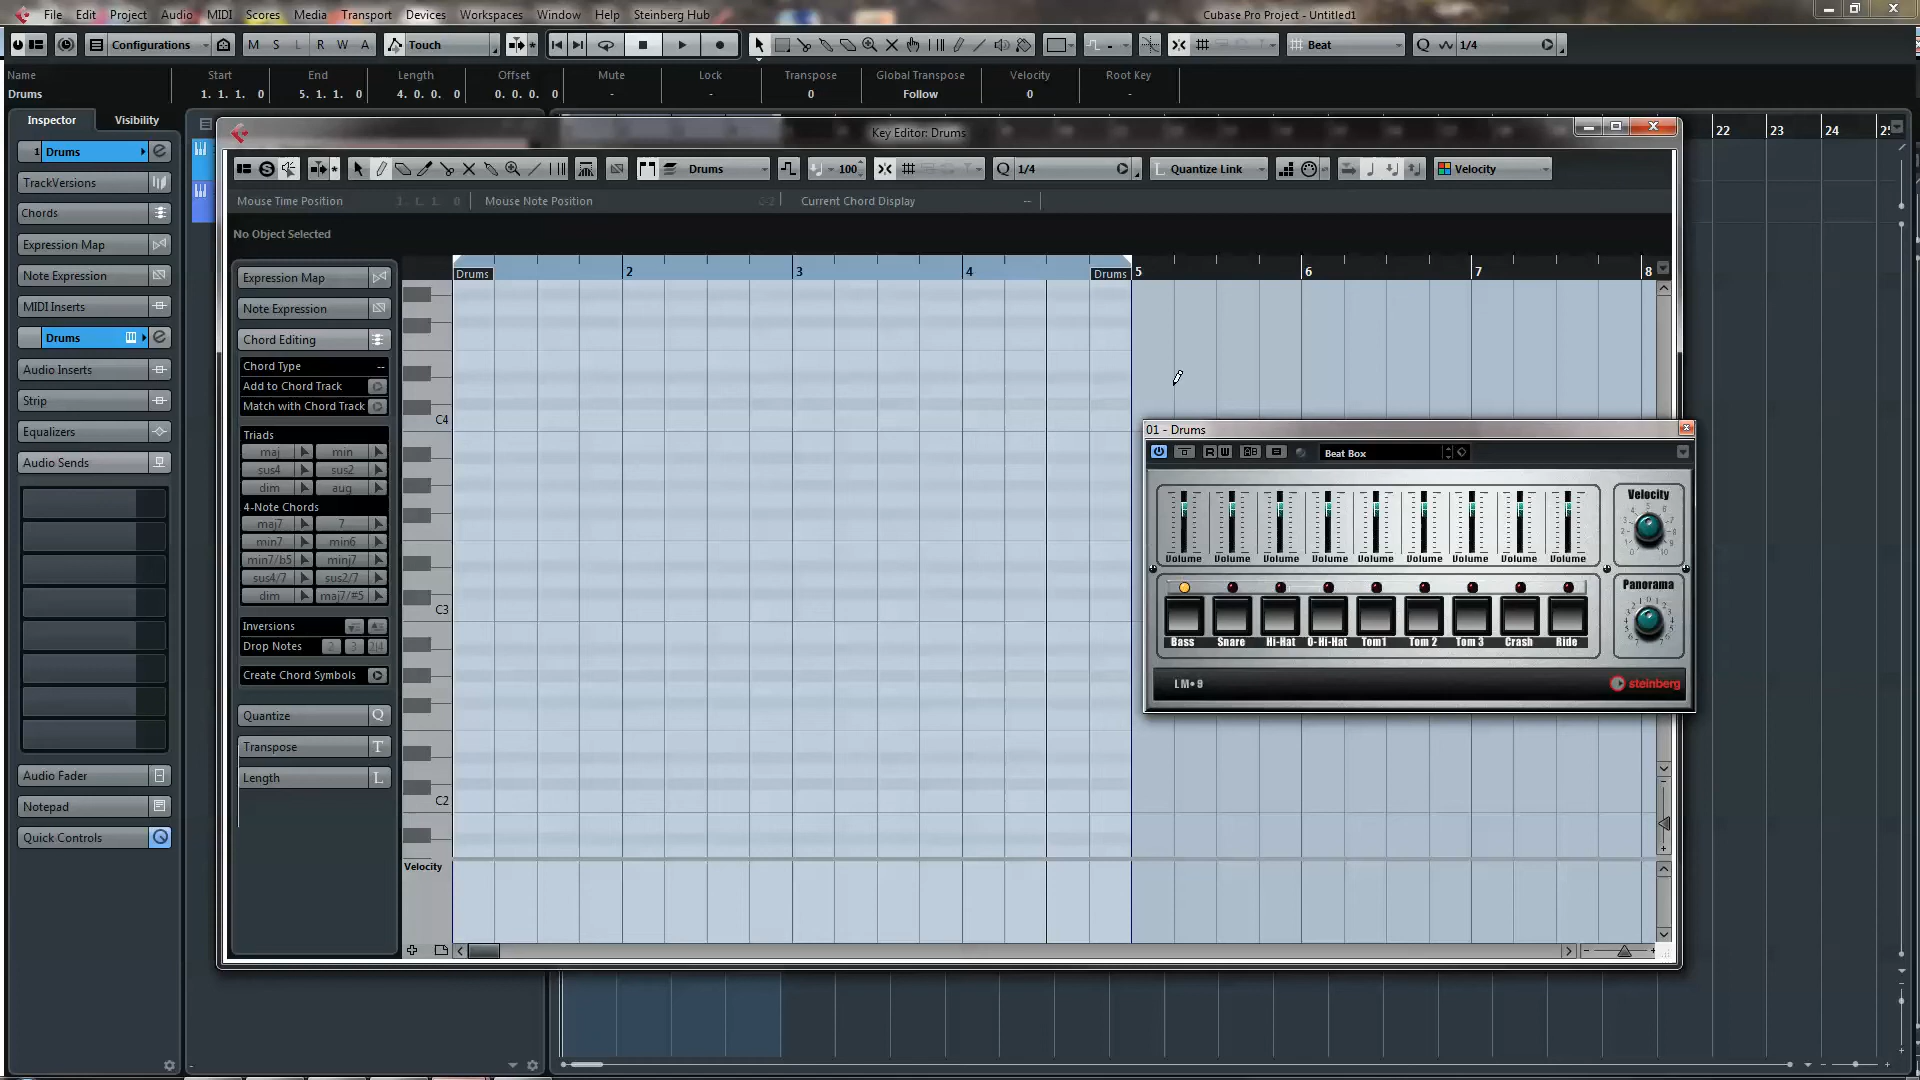 File Edit Project Audio MIDI Scores Media Transport Devices Workspaces Window Help Steinberg Hub
Cubase Pro Project - Untitled1
Configurations M S L R W A Touch Beat Q 1/4
Name Start End Length Offset Mute Lock Transpose Global Transpose Velocity Root Key
Drums 1. 1. 1. 0 5. 1. 1. 0 4. 0. 0. 0 0. 0. 0. 0 - - 0 Follow 0 -
Inspector Visibility
22 23 24
1 Drums
TrackVersions
Chords
Expression Map
Note Expression
MIDI Inserts
Drums
Audio Inserts
Strip
Equalizers
Audio Sends
Audio Fader
Notepad
Quick Controls
Key Editor: Drums
Drums 100 Q 1/4 L Quantize Link Velocity
Mouse Time Position 1. 1. 1. 0 Mouse Note Position Current Chord Display --
No Object Selected
Expression Map
Note Expression
Chord Editing
Chord Type --
Add to Chord Track
Match with Chord Track
Triads
maj min
sus4 sus2
dim aug
4-Note Chords
maj7 7
min7 min6
min7/b5 minj7
sus4/7 sus2/7
dim maj7/#5
Inversions
Drop Notes 2 3 2/4
Create Chord Symbols
Quantize Q
Transpose T
Length L
Drums 2 3 4 Drums 5 6 7 8
C4
C3
C2
Velocity
01 - Drums
R W Beat Box
Velocity
Volume Volume Volume Volume Volume Volume Volume Volume Volume
Panorama
Bass Snare Hi-Hat O-Hi-Hat Tom1 Tom 2 Tom 3 Crash Ride
LM•9 steinberg